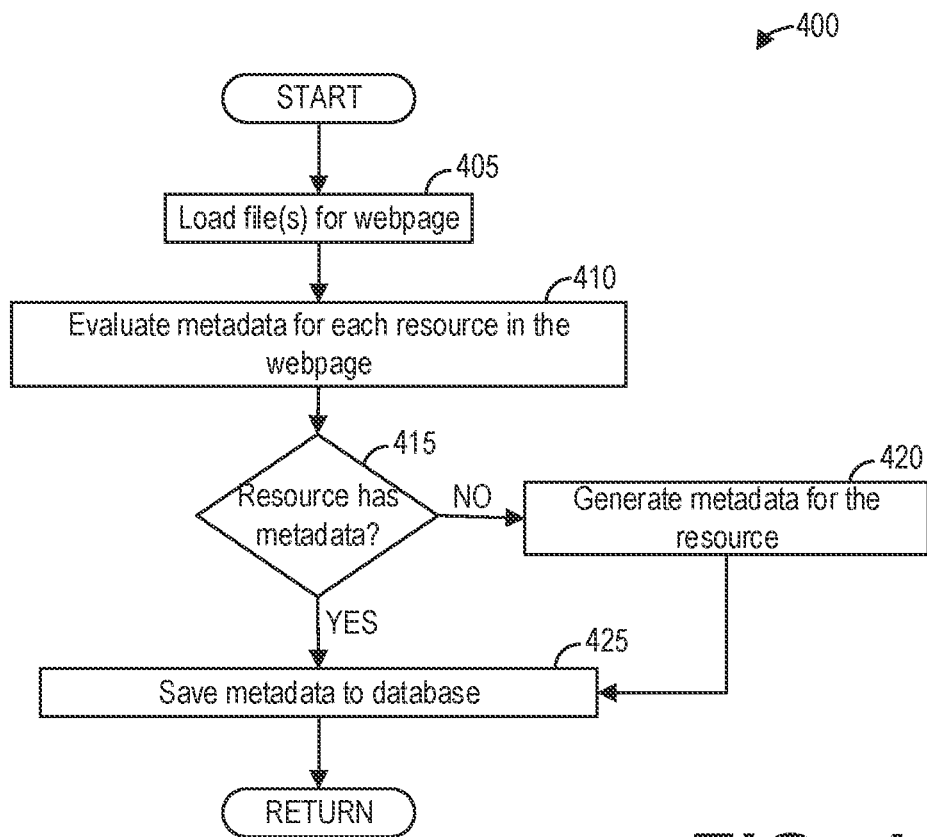 400
START
405
Load file(s) for webpage
410
Evaluate metadata for each resource in the
webpage
415
Resource has
metadata?
NO
420
Generate metadata for the
resource
YES
425
Save metadata to database
RETURN